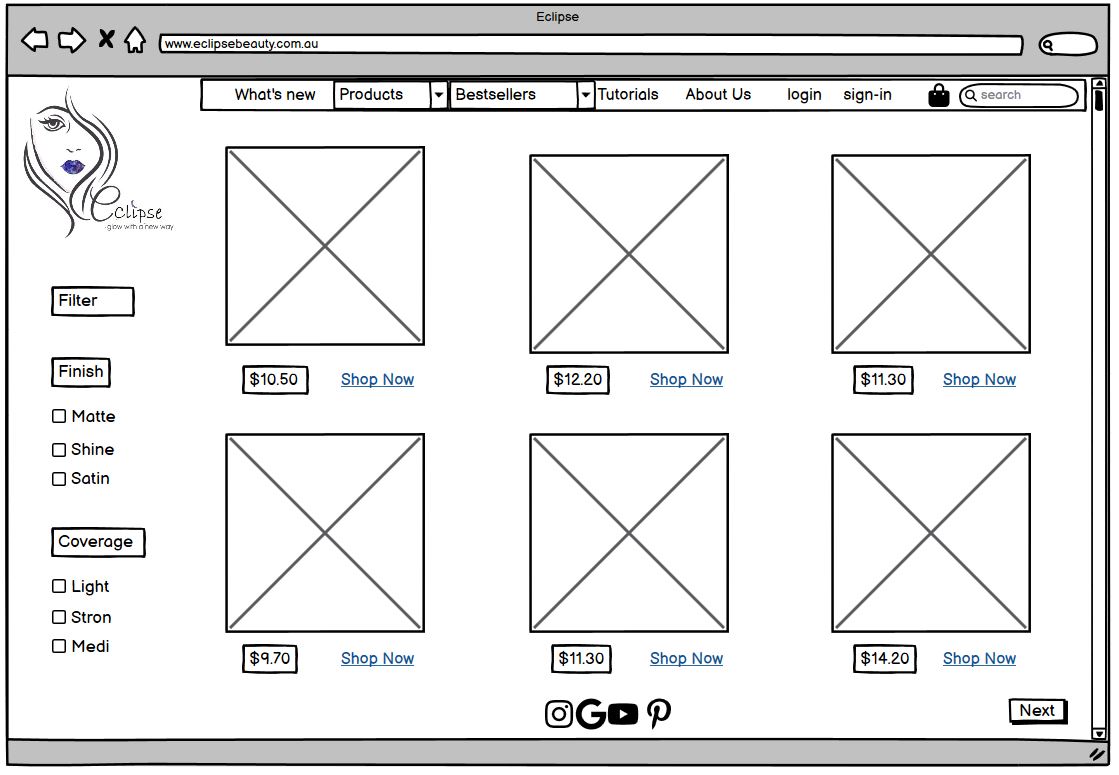 Eclipse
www.eclipsebeauty.com.au
What's new Products Bestsellers Tutorials About Us login sign-in search
Eclipse
glow with a new way
Filter
Finish
Matte
Shine
Satin
Coverage
Light
Stron
Medi
$10.50 Shop Now $12.20 Shop Now $11.30 Shop Now
$9.70 Shop Now $11.30 Shop Now $14.20 Shop Now
Next